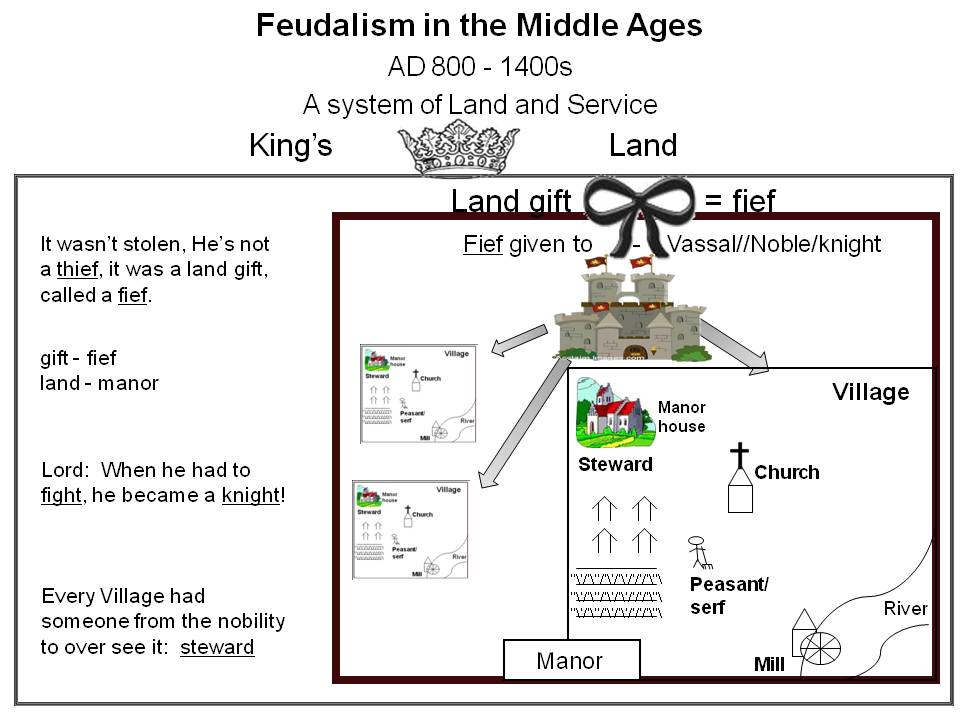 Feudalism in the Middle Ages
AD 800 - 1400s
A system of Land and Service
King's Land
Land gift = fief
Fief given to - Vassal//Noble/knight
It wasn't stolen, He's not
a thief, it was a land gift,
called a fief.
gift - fief
land - manor
Lord: When he had to
fight, he became a knight!
Every Village had
someone from the nobility
to over see it: steward
Village
Manor
house
Steward
Church
Peasant/
serf
River
Mill
Village
Manor
house
Steward
Church
Peasant/
serf
River
Mill
Village
Manor
house
Steward
Church
Peasant/
serf
River
Mill
Manor